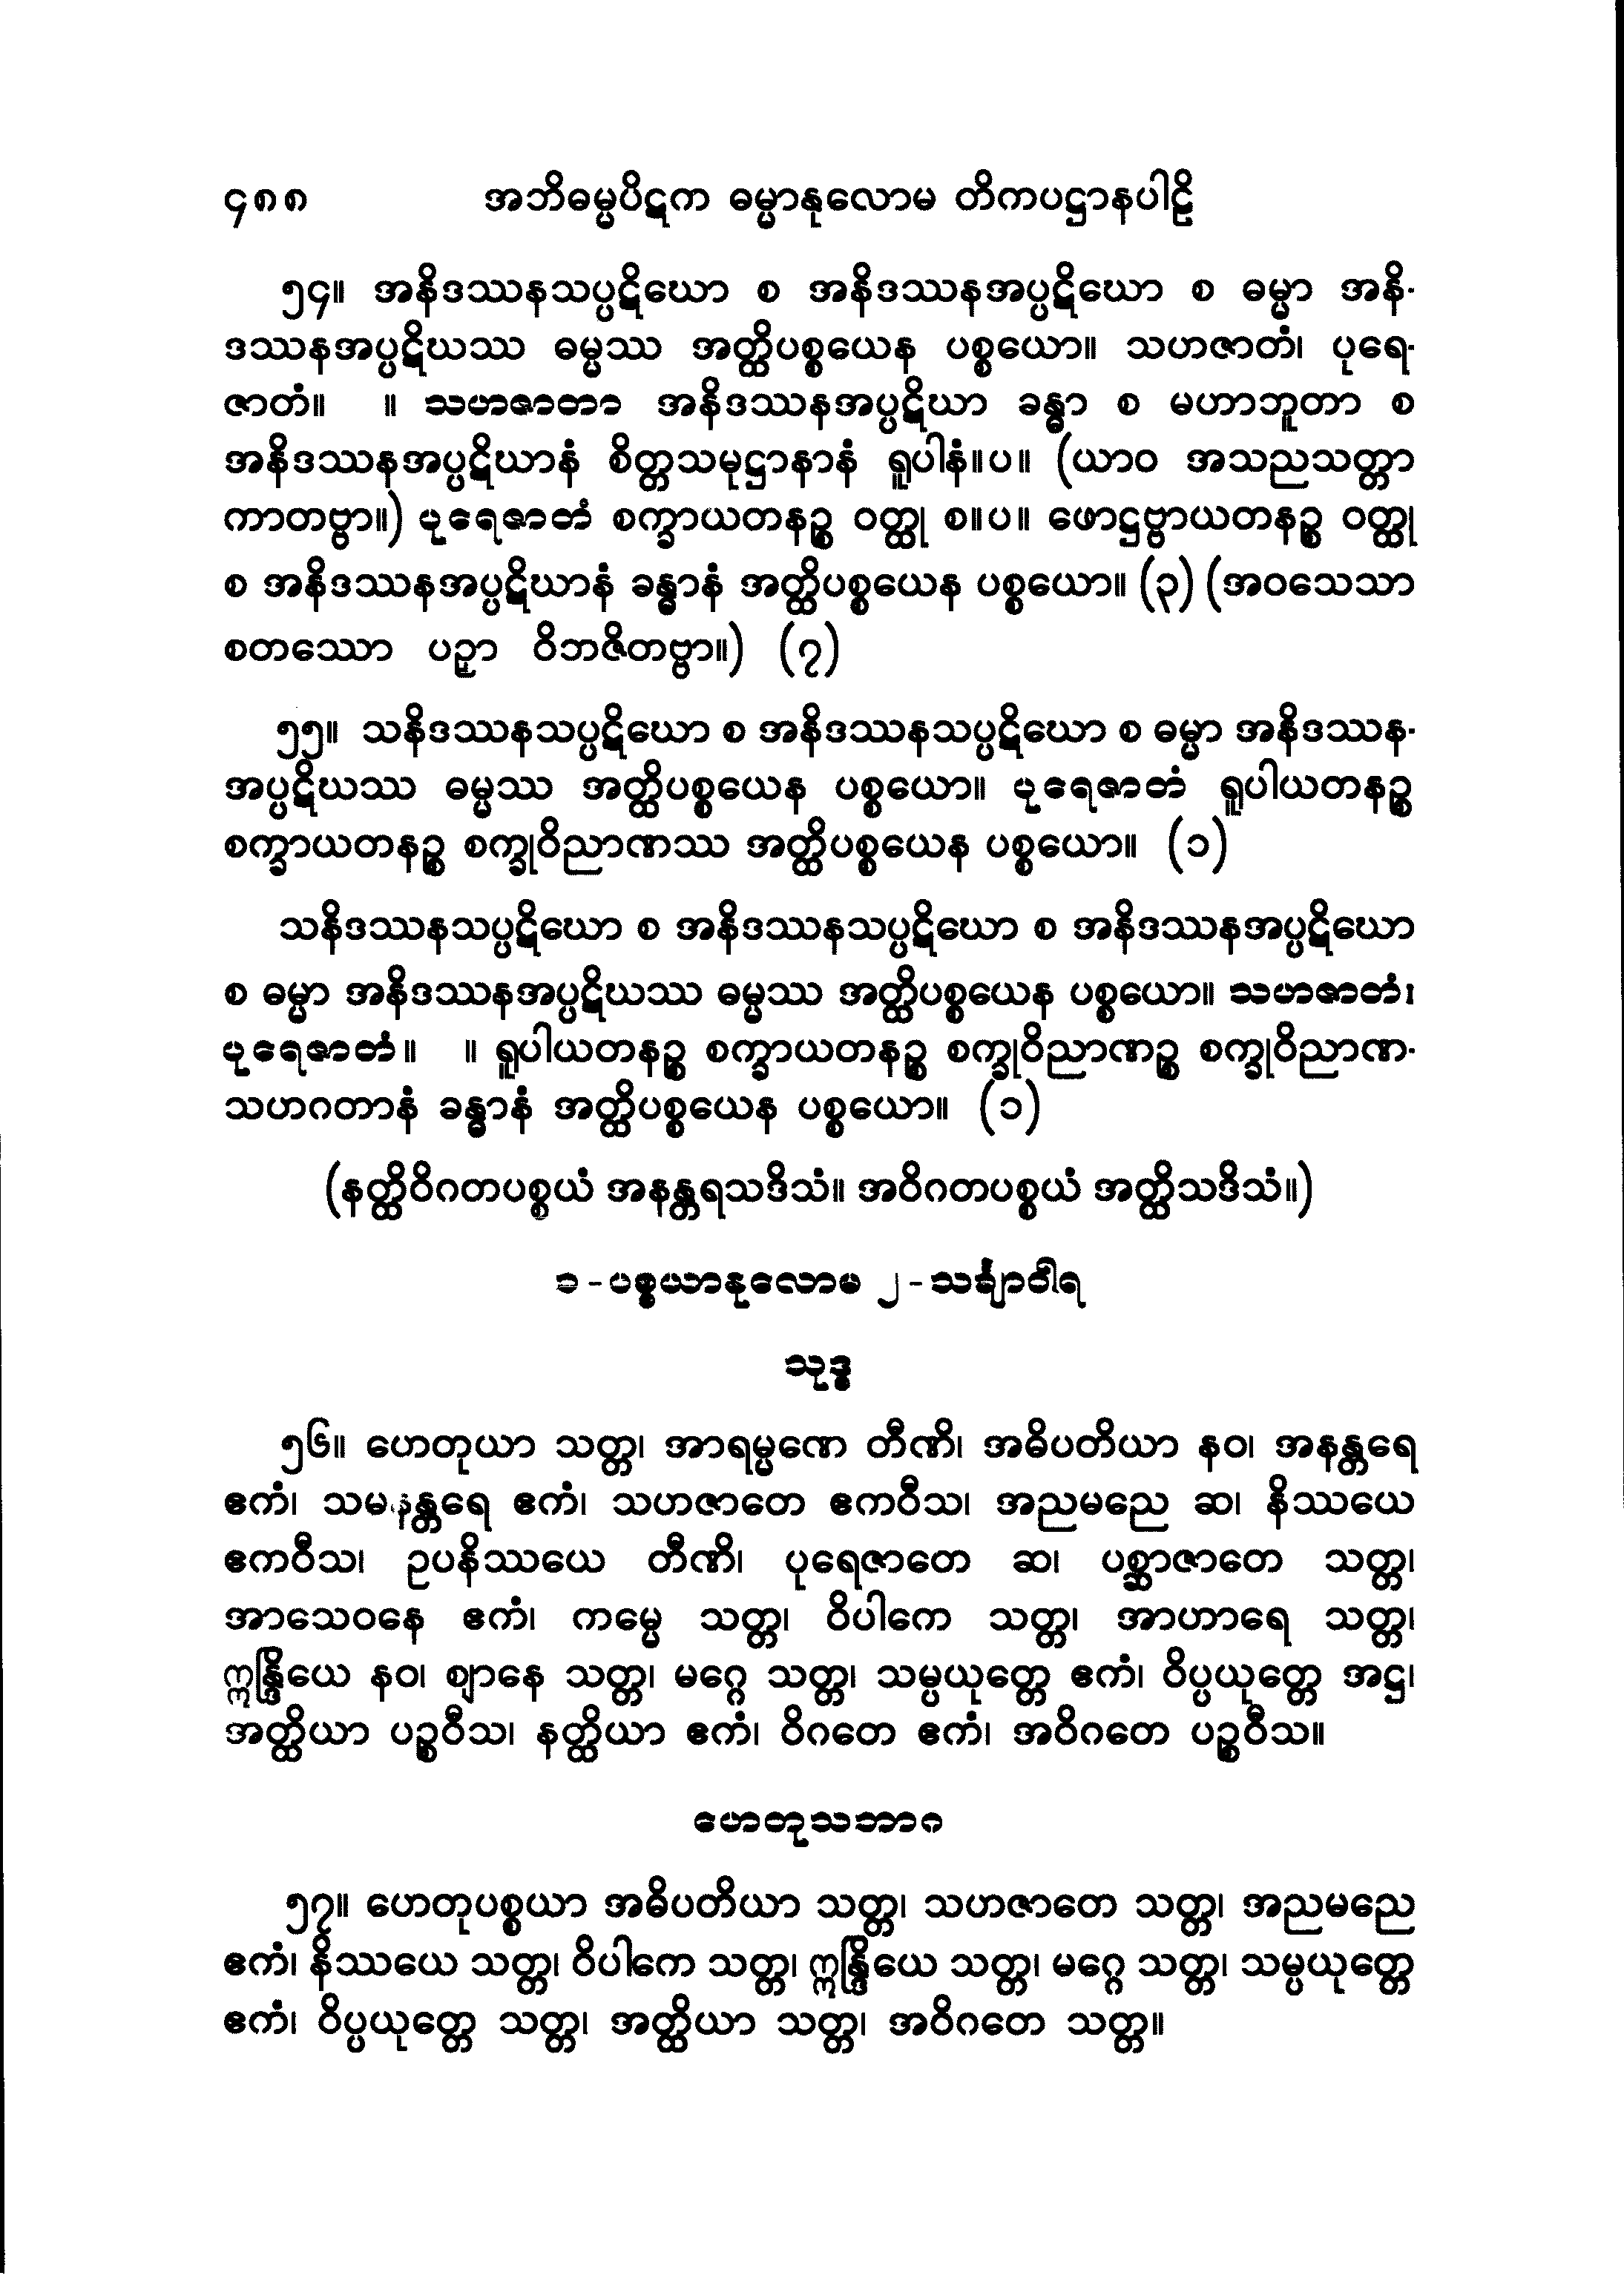 ၄၈၈ အဘိဓမ္မပိဋက ဓမ္မာနုလောမ တိကပဋ္ဌာနပါဠိ
၅၄။ အနိဒဿနသပ္ပဋိဃော စ အနိဒဿနအပ္ပဋိဃော စ ဓမ္မာ အနိ-
ဒဿနအပ္ပဋိဃဿ ဓမ္မဿ အတ္ထိပစ္စယေန ပစ္စယော။ သဟဇာတံ၊ ပုရေ-
ဇာတံ။ ။ သဟဇာတာ အနိဒဿနအပ္ပဋိဃာ ခန္ဓာ စ မဟာဘူတာ စ
အနိဒဿနအပ္ပဋိဃာနံ စိတ္တသမုဋ္ဌာနာနံ ရူပါနံ။ပ။ (ယာဝ အသညသတ္တာ
ကာတဗ္ဗာ။) ပုရေဇာတံ စက္ခာယတနဉ္စ ဝတ္ထု စ။ပ။ ဖောဋ္ဌဗ္ဗာယတနဉ္စ ဝတ္ထု
စ အနိဒဿနအပ္ပဋိဃာနံ ခန္ဓာနံ အတ္ထိပစ္စယေန ပစ္စယော။ (၃) (အဝသေသာ
စတဿော ပဉှာ ဝိဘဇိတဗ္ဗာ။) (၇)
၅၅။ သနိဒဿနသပ္ပဋိဃော စ အနိဒဿနသပ္ပဋိဃော စ ဓမ္မာ အနိဒဿန-
အပ္ပဋိဃဿ ဓမ္မဿ အတ္ထိပစ္စယေန ပစ္စယော။ ပုရေဇာတံ ရူပါယတနဉ္စ
စက္ခာယတနဉ္စ စက္ခုဝိညာဏဿ အတ္ထိပစ္စယေန ပစ္စယော။ (၁)
သနိဒဿနသပ္ပဋိဃော စ အနိဒဿနသပ္ပဋိဃော စ အနိဒဿနအပ္ပဋိဃော
စ ဓမ္မာ အနိဒဿနအပ္ပဋိဃဿ ဓမ္မဿ အတ္ထိပစ္စယေန ပစ္စယော။ သဟဇာတံ၊
ပုရေဇာတံ။ ။ ရူပါယတနဉ္စ စက္ခာယတနဉ္စ စက္ခုဝိညာဏဉ္စ စက္ခုဝိညာဏ-
သဟဂတာနံ ခန္ဓာနံ အတ္ထိပစ္စယေန ပစ္စယော။ (၁)
(နတ္ထိဝိဂတပစ္စယံ အနန္တရသဒိသံ။ အဝိဂတပစ္စယံ အတ္ထိသဒိသံ။)
၁ - ပစ္စယာနုလောမ ၂ - သင်္ချာဝါရ
သုဒ္ဓ
၅၆။ ဟေတုယာ သတ္တ၊ အာရမ္မဏေ တီဏိ၊ အဓိပတိယာ နဝ၊ အနန္တရေ
ဧကံ၊ သမနန္တရေ ဧကံ၊ သဟဇာတေ ဧကဝီသ၊ အညမညေ ဆ၊ နိဿယေ
ဧကဝီသ၊ ဥပနိဿယေ တီဏိ၊ ပုရေဇာတေ ဆ၊ ပစ္ဆာဇာတေ သတ္တ၊
အာသေဝနေ ဧကံ၊ ကမ္မေ သတ္တ၊ ဝိပါကေ သတ္တ၊ အာဟာရေ သတ္တ၊
ဣန္ဒြိယေ နဝ၊ ဈာနေ သတ္တ၊ မဂ္ဂေ သတ္တ၊ သမ္ပယုတ္တေ ဧကံ၊ ဝိပ္ပယုတ္တေ အဋ္ဌ၊
အတ္ထိယာ ပဉ္စဝီသ၊ နတ္ထိယာ ဧကံ၊ ဝိဂတေ ဧကံ၊ အဝိဂတေ ပဉ္စဝီသ။
ဟေတုသဘာဂ
၅၇။ ဟေတုပစ္စယာ အဓိပတိယာ သတ္တ၊ သဟဇာတေ သတ္တ၊ အညမညေ
ဧကံ၊ နိဿယေ သတ္တ၊ ဝိပါကေ သတ္တ၊ ဣန္ဒြိယေ သတ္တ၊ မဂ္ဂေ သတ္တ၊ သမ္ပယုတ္တေ
ဧကံ၊ ဝိပ္ပယုတ္တေ သတ္တ၊ အတ္ထိယာ သတ္တ၊ အဝိဂတေ သတ္တ။